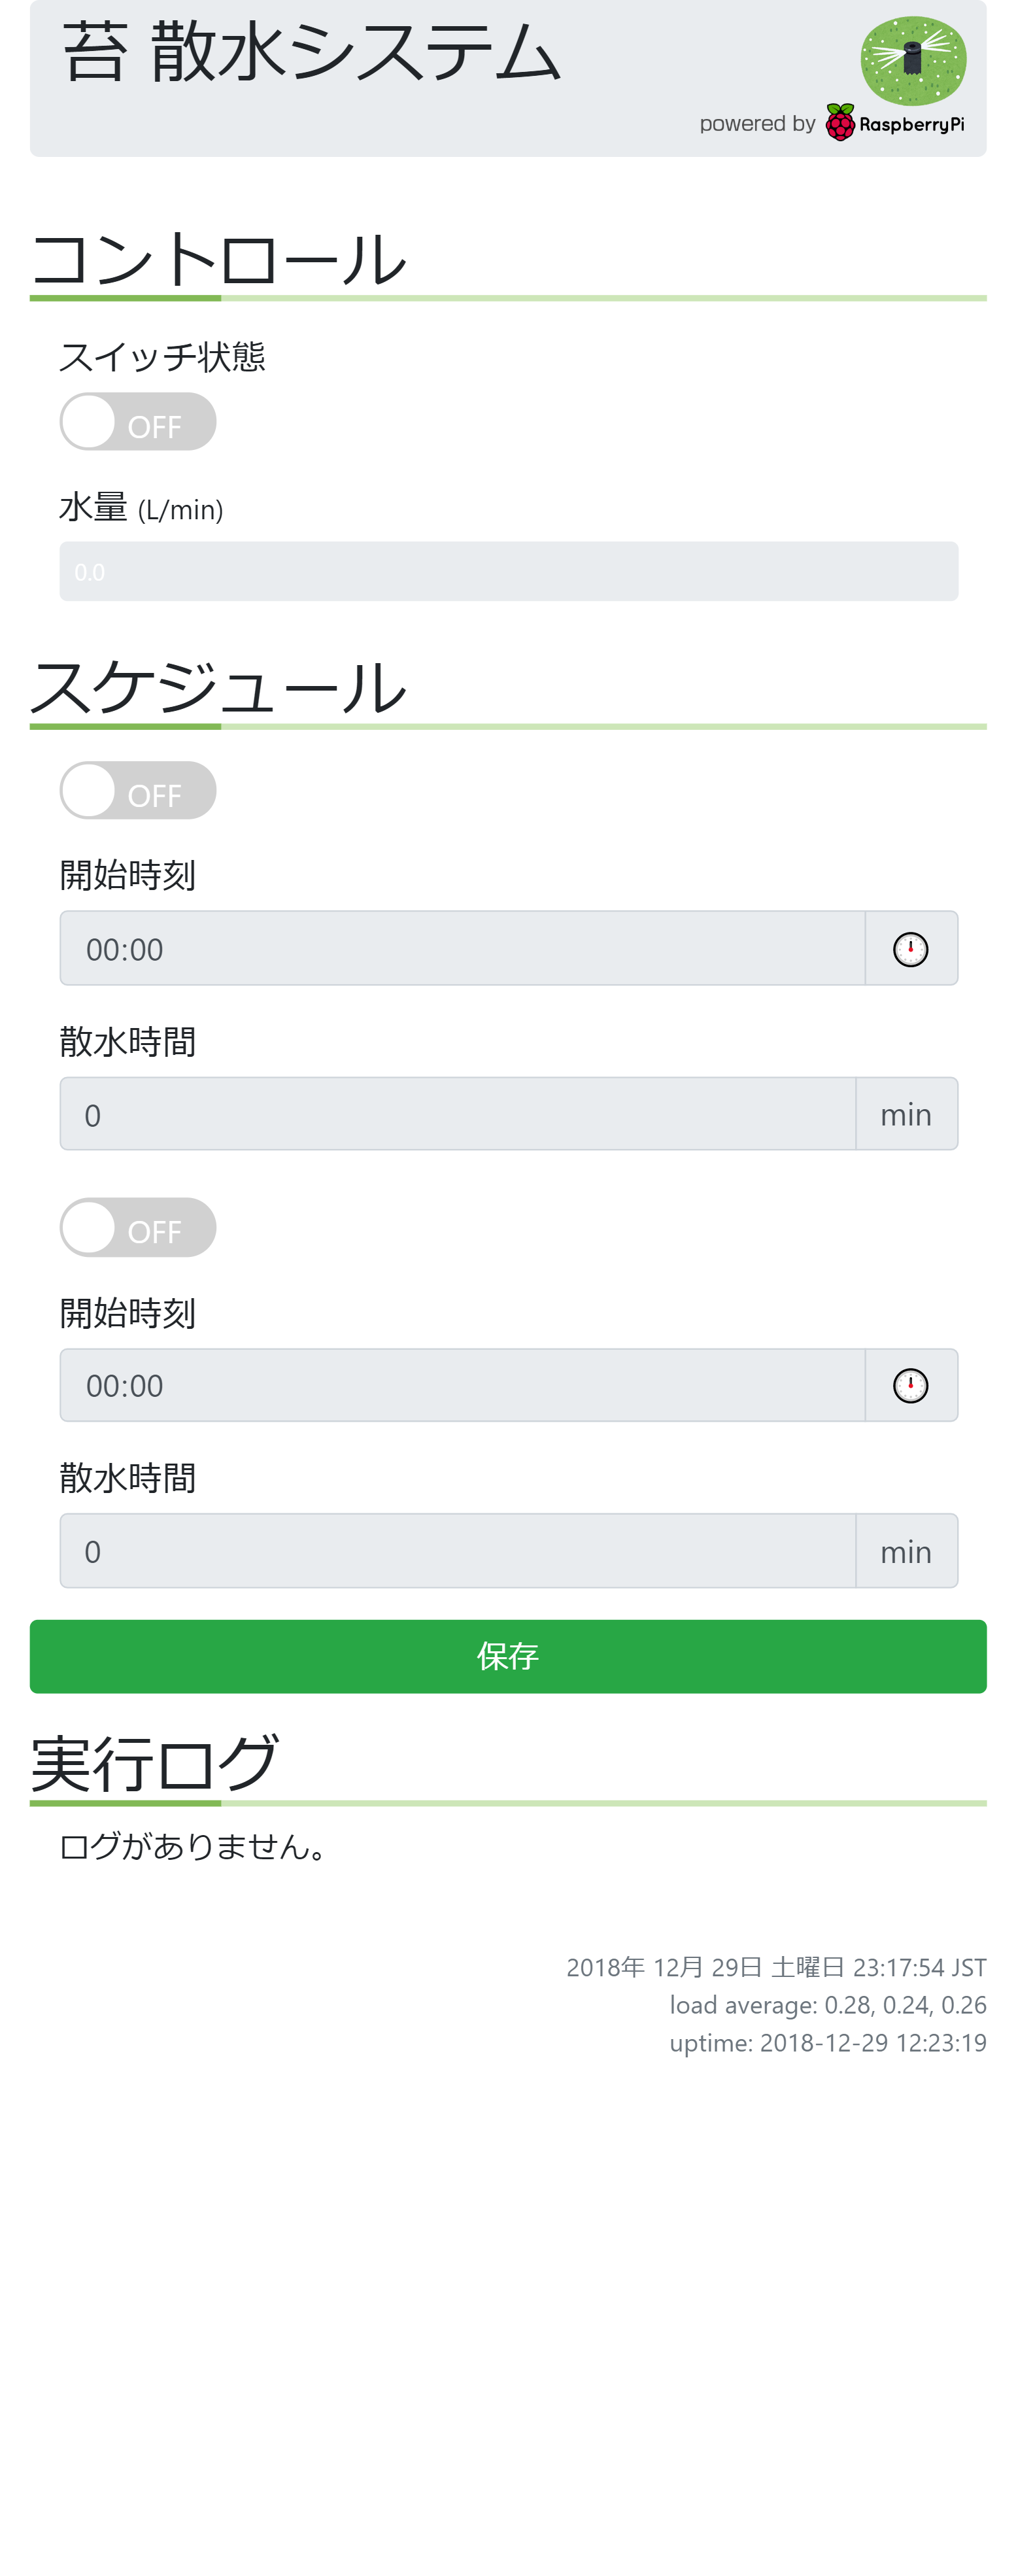 苔 散水システム
powered by RaspberryPi
コントロール
スイッチ状態
OFF
水量 (L/min)
0.0
スケジュール
OFF
開始時刻
00:00
散水時間
0 min
OFF
開始時刻
00:00
散水時間
0 min
保存
実行ログ
ログがありません。
2018年 12月 29日 土曜日 23:17:54 JST
load average: 0.28, 0.24, 0.26
uptime: 2018-12-29 12:23:19